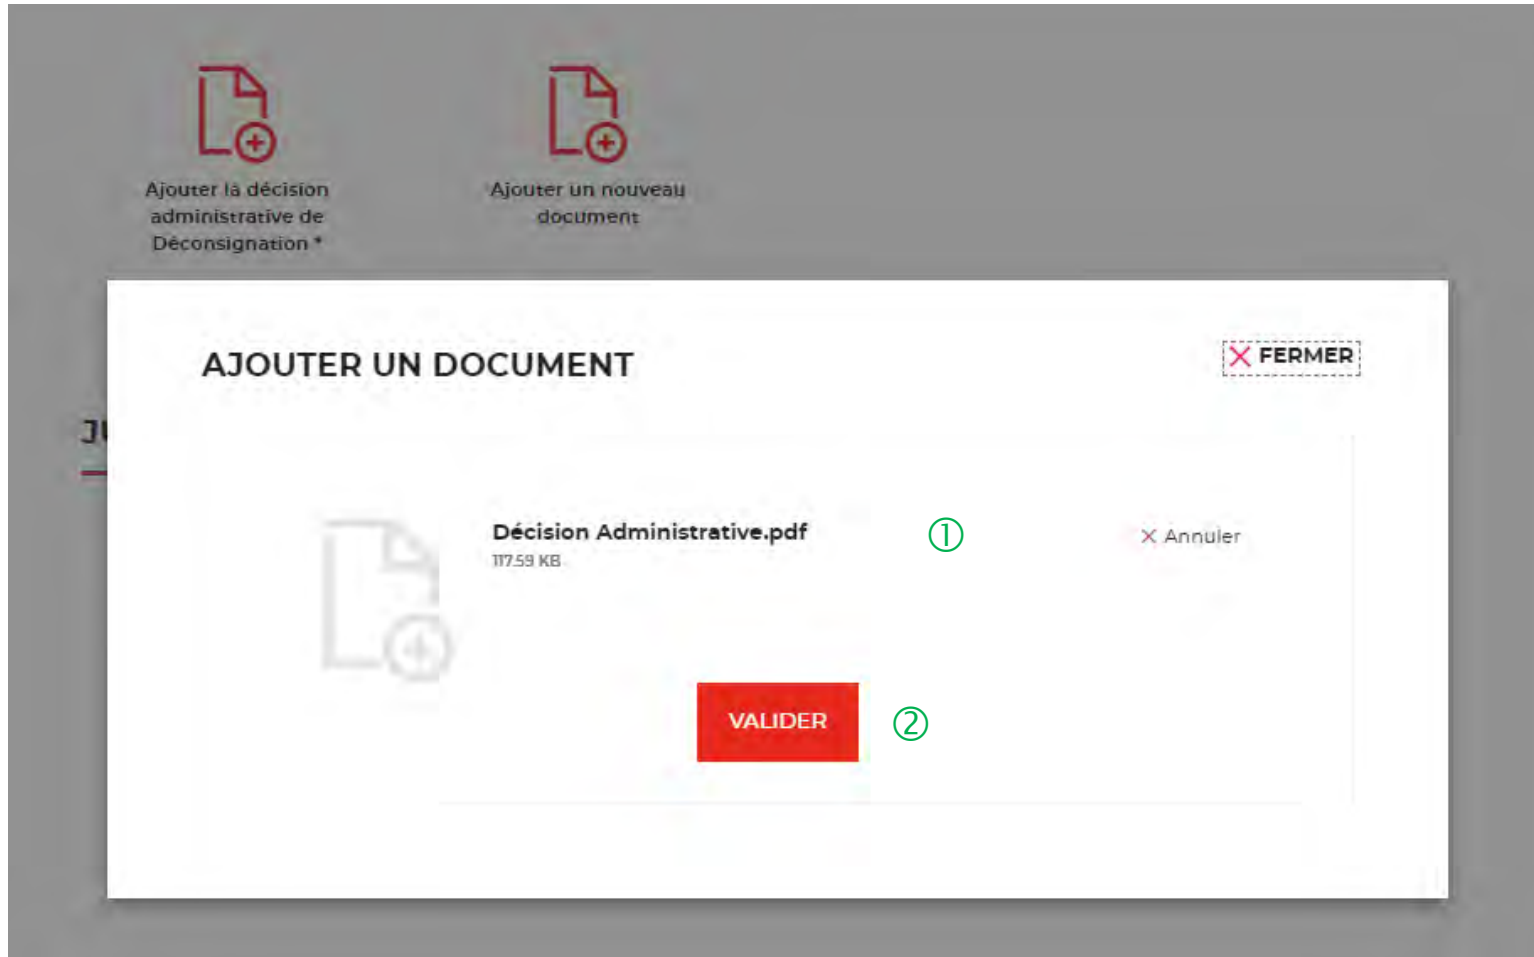 Ajouter la décision
administrative de
Déconsignation *
Ajouter un nouveau
document
AJOUTER UN DOCUMENT
FERMER
Décision Administrative.pdf
①
Annuler
117.59 KB
VALIDER
②